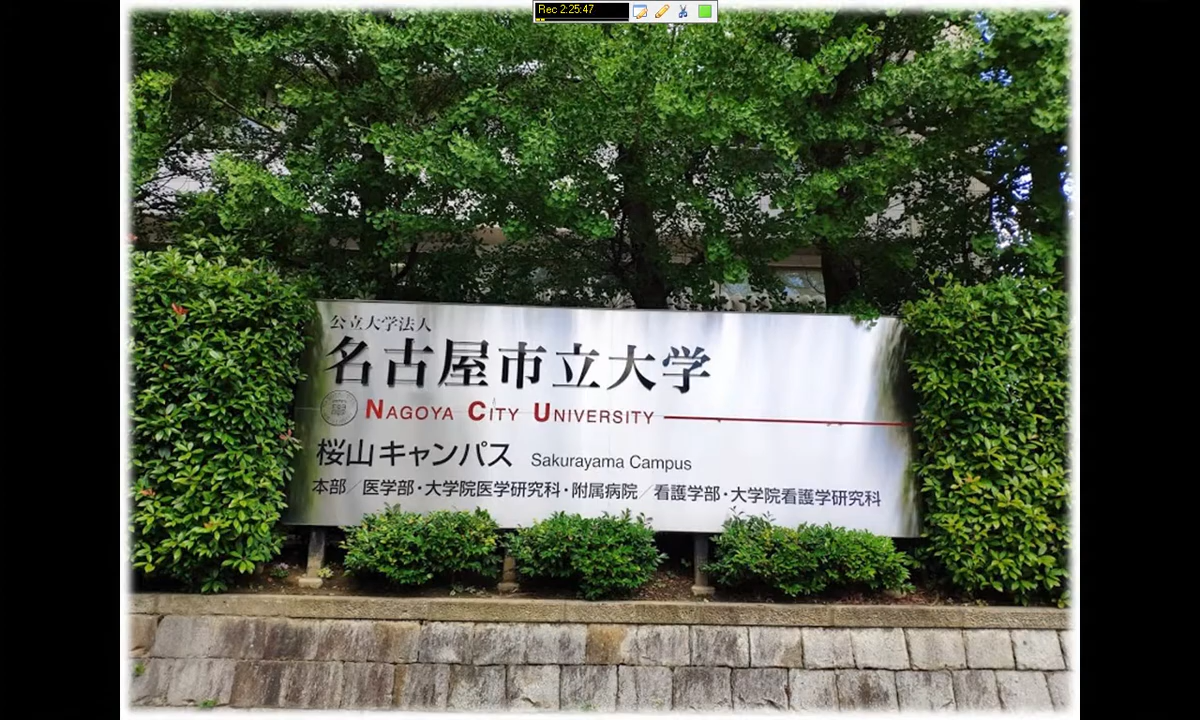 Rec 2:25:47
公立大学法人
名古屋市立大学
NAGOYA CITY UNIVERSITY
桜山キャンパス Sakurayama Campus
本部／医学部・大学院医学研究科・附属病院／看護学部・大学院看護学研究科